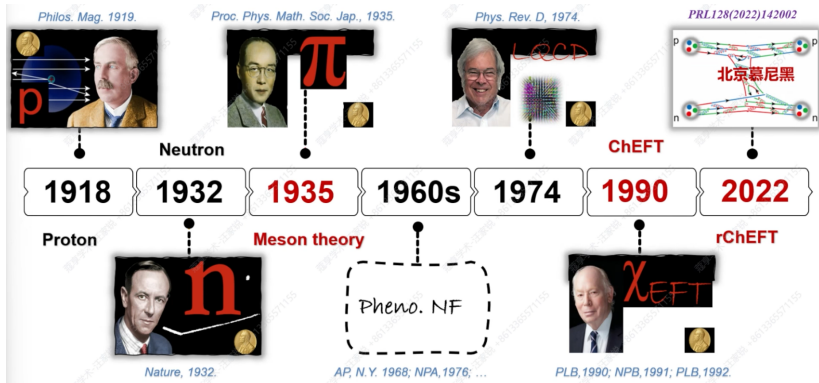 Philos. Mag. 1919.
Proc. Phys. Math. Soc. Jap., 1935.
Phys. Rev. D, 1974.
PRL128(2022)142002
p
π
LQCD
p
p
北京慕尼黑
n
n
Neutron
ChEFT
1918
1932
1935
1960s
1974
1990
2022
Proton
Meson theory
rChEFT
n
Pheno. NF
χEFT
Nature, 1932.
AP, N.Y. 1968; NPA,1976; …
PLB,1990; NPB,1991; PLB,1992.